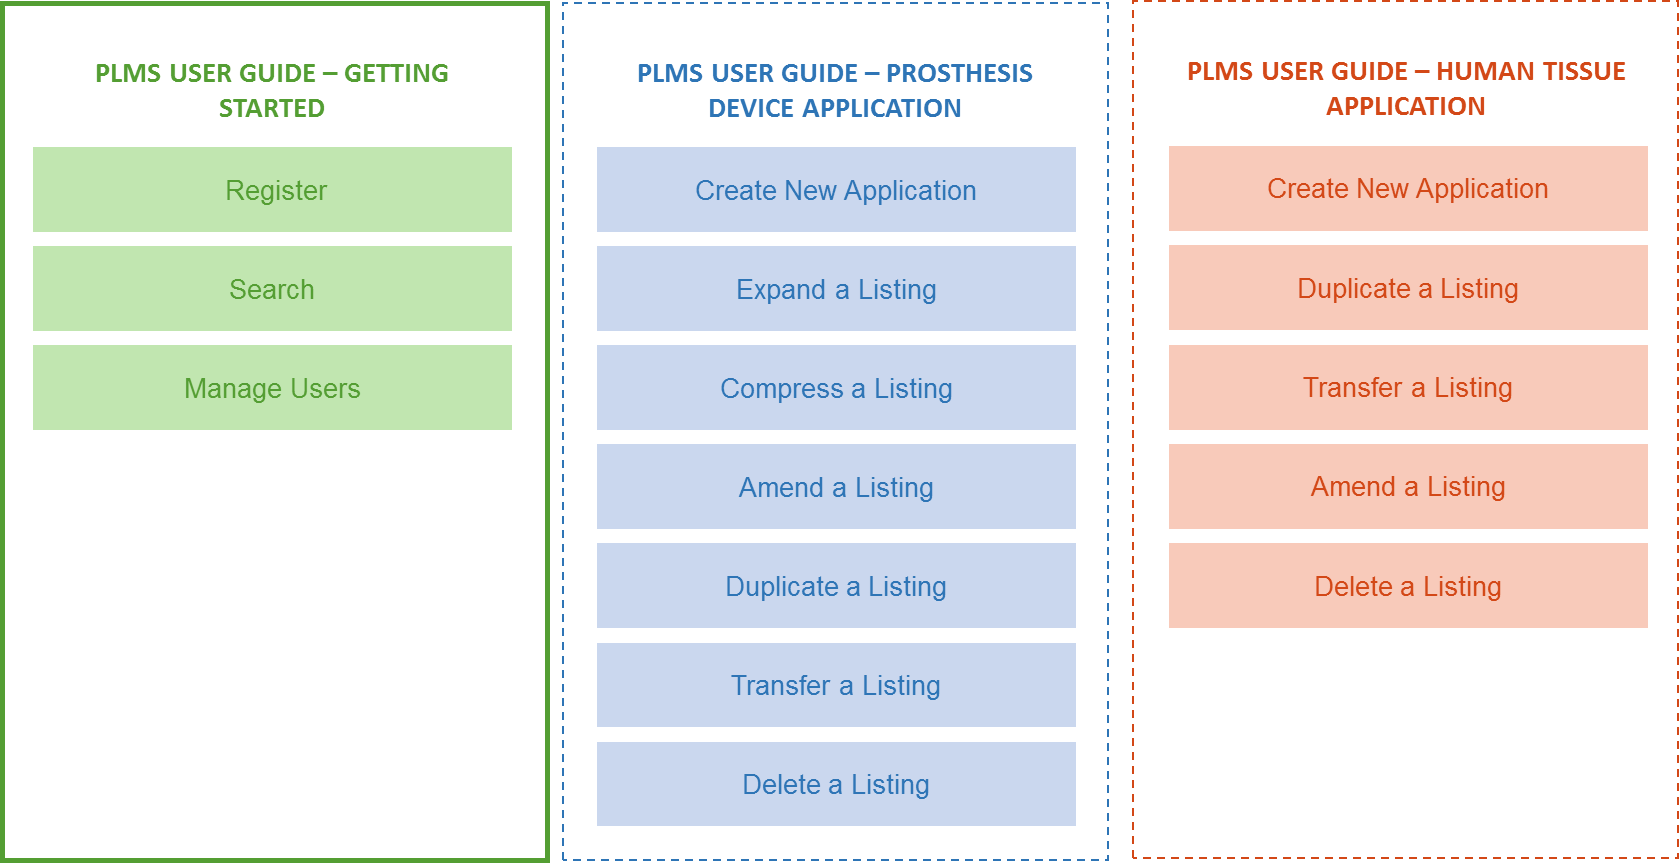 PLMS USER GUIDE – GETTING
STARTED
Register
Search
Manage Users
PLMS USER GUIDE – PROSTHESIS
DEVICE APPLICATION
Create New Application
Expand a Listing
Compress a Listing
Amend a Listing
Duplicate a Listing
Transfer a Listing
Delete a Listing
PLMS USER GUIDE – HUMAN TISSUE
APPLICATION
Create New Application
Duplicate a Listing
Transfer a Listing
Amend a Listing
Delete a Listing